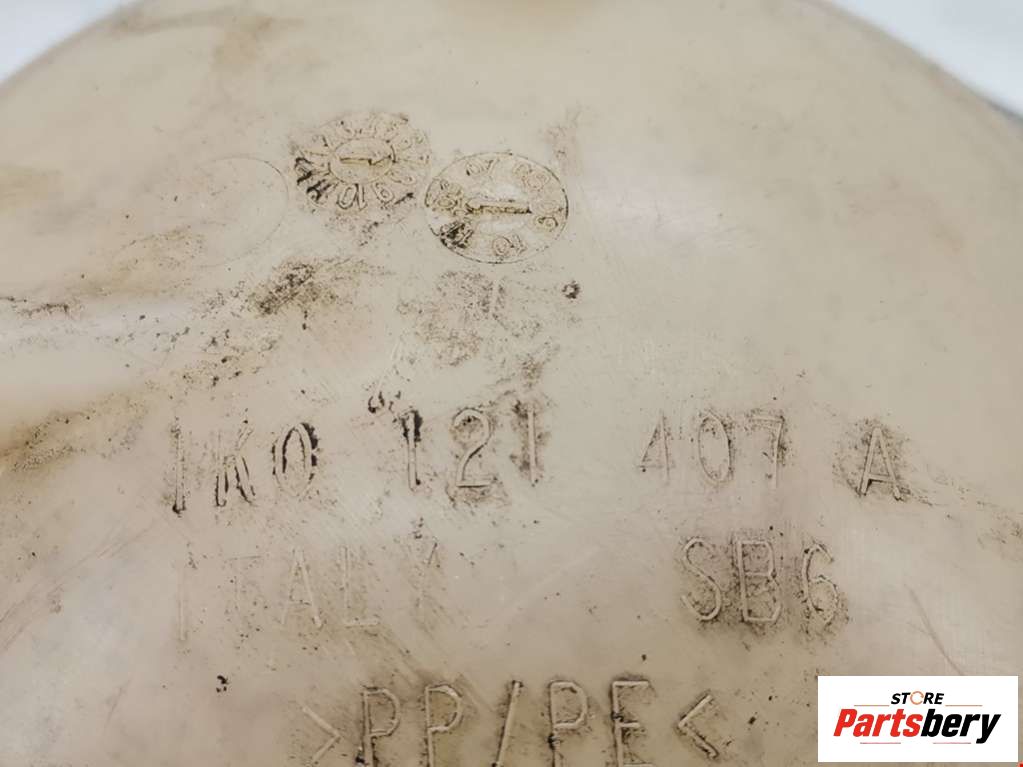 1K0 121 407 A
ITALY SB6
>PP/PE<
STORE
Partsbery